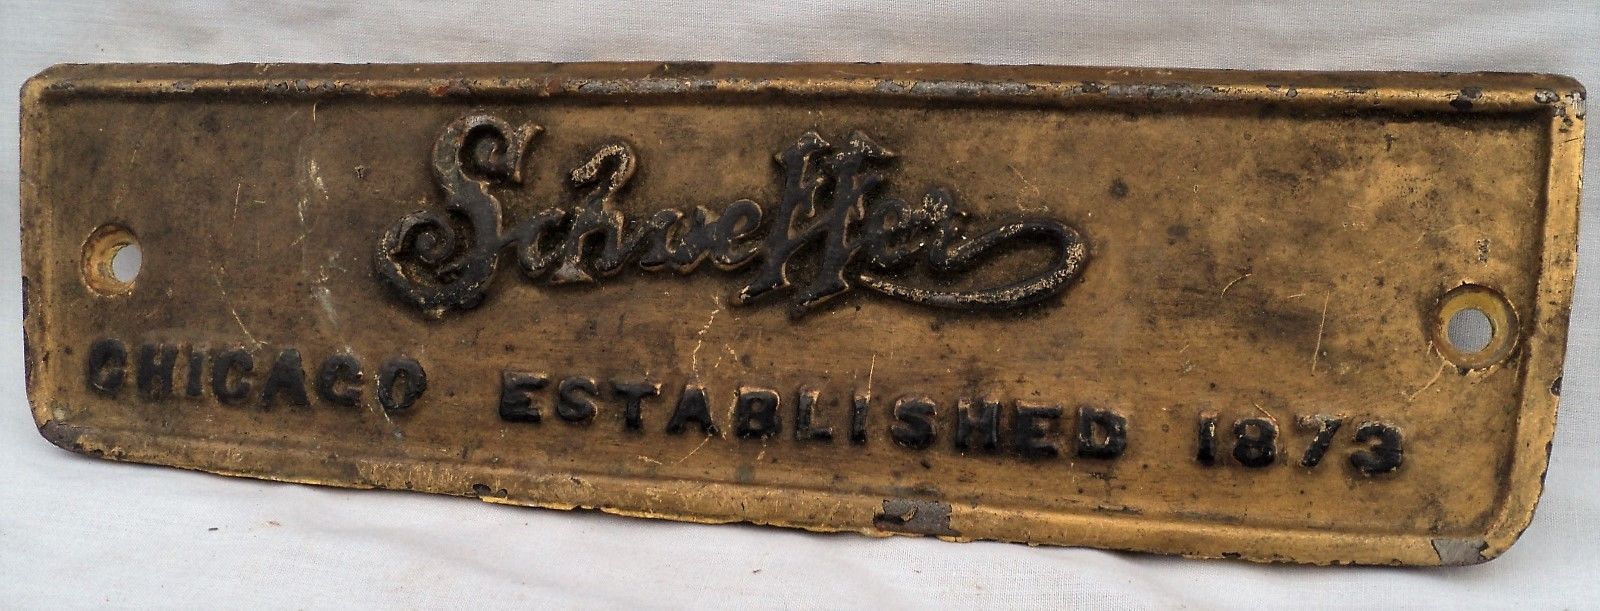 Schaeffer
CHICAGO ESTABLISHED 1873